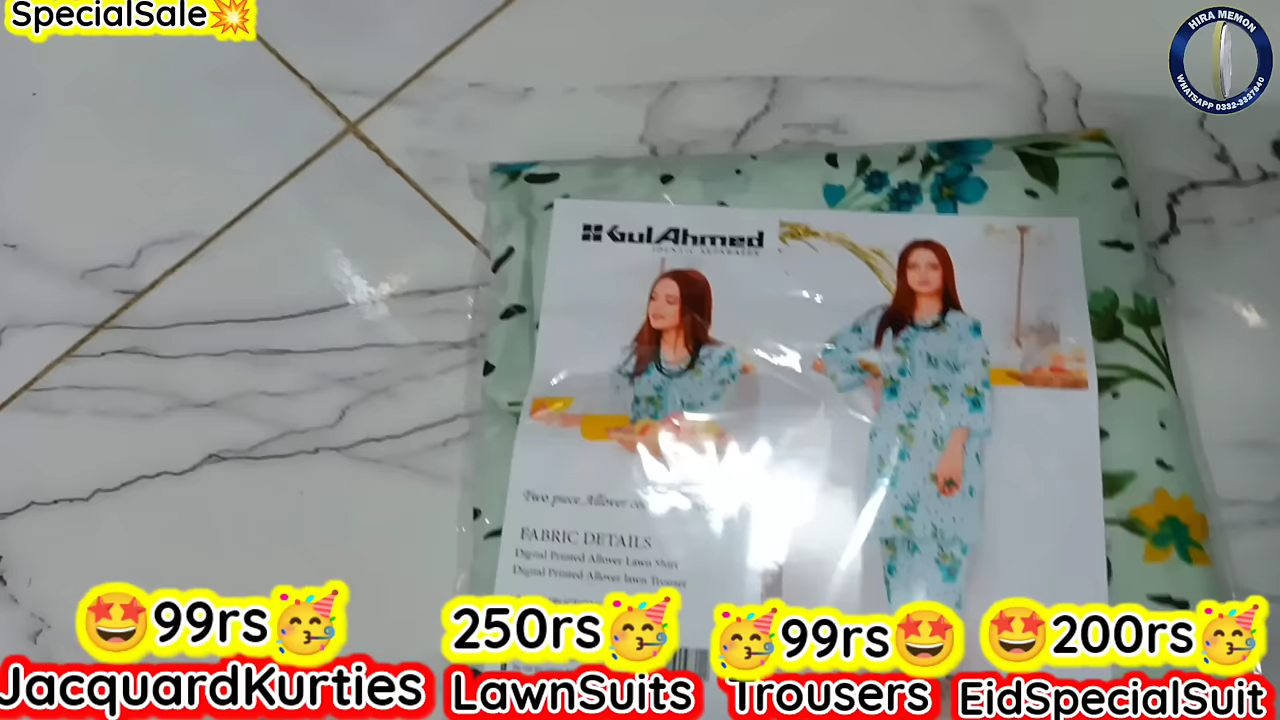 SpecialSale💥
HIRA MEMON
WHATSAPP 0332-3327840
GulAhmed
Two piece Allover
FABRIC DETAILS
Digital Printed Allover Lawn Shirt
Digital Printed Allover lawn Trouser
🤩99rs🥳
250rs🥳
🥳99rs🤩
🤩200rs🥳
JacquardKurties
LawnSuits
Trousers
EidSpecialSuit